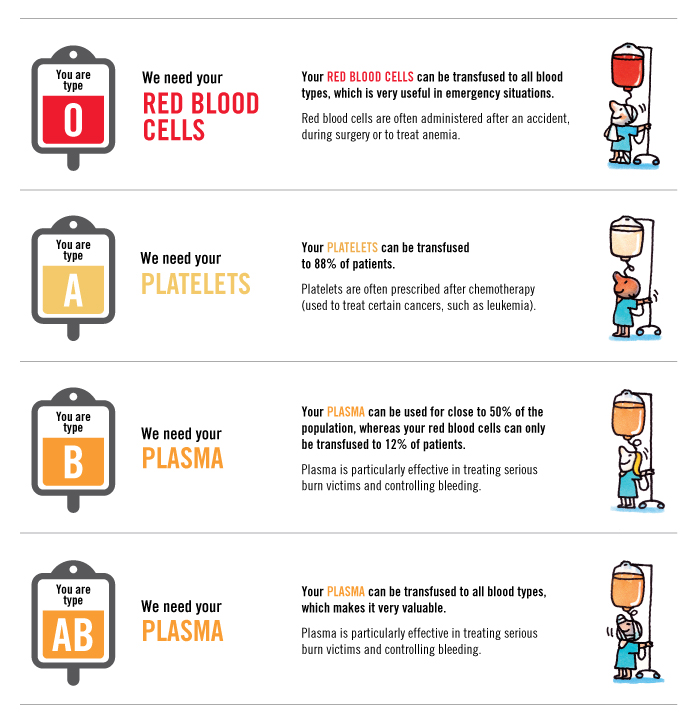 You are
type
O
We need your
RED BLOOD
CELLS
Your RED BLOOD CELLS can be transfused to all blood
types, which is very useful in emergency situations.
Red blood cells are often administered after an accident,
during surgery or to treat anemia.
You are
type
A
We need your
PLATELETS
Your PLATELETS can be transfused
to 88% of patients.
Platelets are often prescribed after chemotherapy
(used to treat certain cancers, such as leukemia).
You are
type
B
We need your
PLASMA
Your PLASMA can be used for close to 50% of the
population, whereas your red blood cells can only
be transfused to 12% of patients.
Plasma is particularly effective in treating serious
burn victims and controlling bleeding.
You are
type
AB
We need your
PLASMA
Your PLASMA can be transfused to all blood types,
which makes it very valuable.
Plasma is particularly effective in treating serious
burn victims and controlling bleeding.